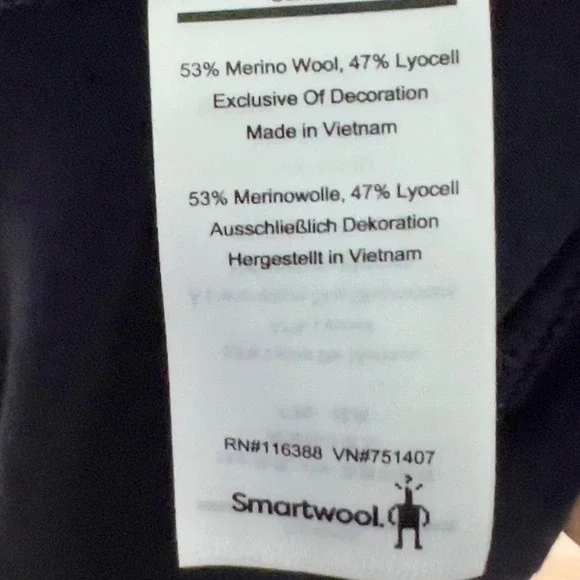 53% Merino Wool, 47% Lyocell
Exclusive Of Decoration
Made in Vietnam
53% Merinowolle, 47% Lyocell
Ausschließlich Dekoration
Hergestellt in Vietnam
RN#116388 VN#751407
Smartwool.